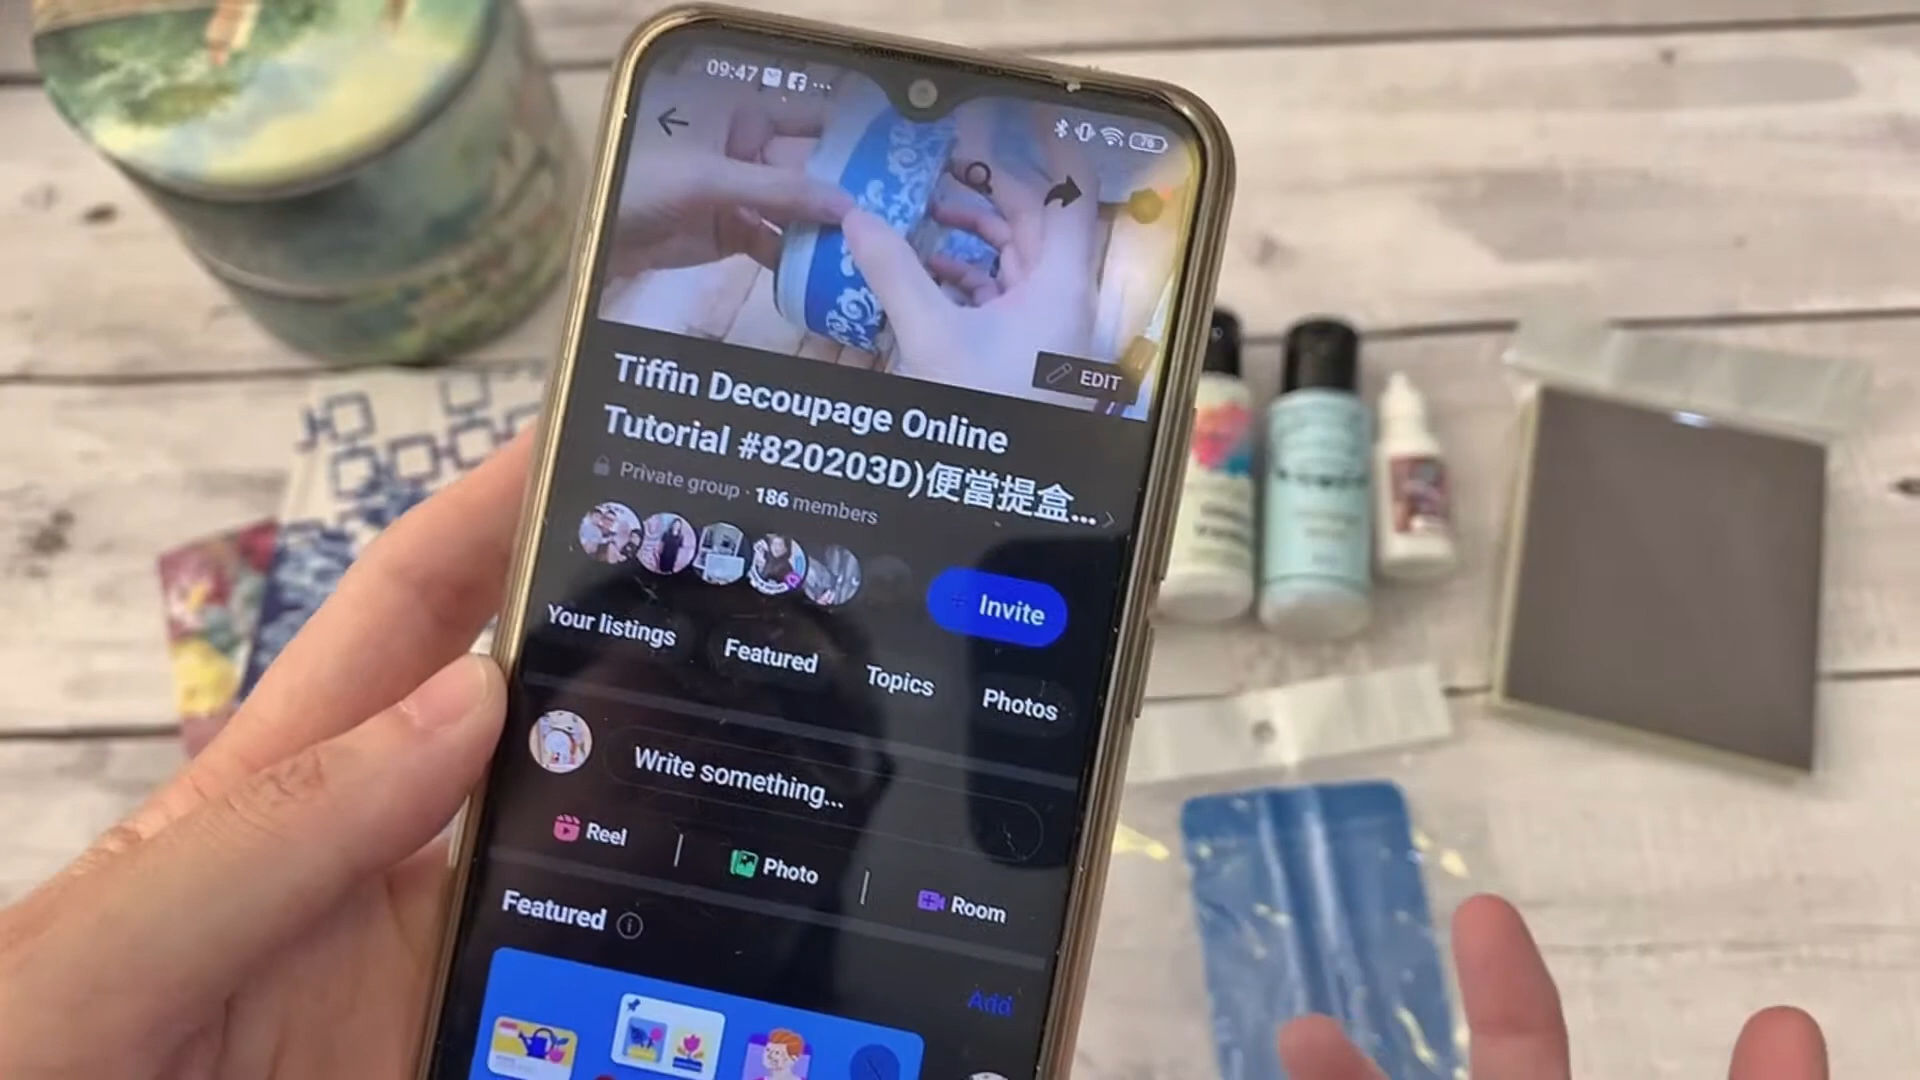 09:47
76
EDIT
Tiffin Decoupage Online
Tutorial #820203D)便當提盒...
Private group · 186 members
Invite
Your listings
Featured
Topics
Photos
Write something...
Reel
Photo
Room
Featured
Add